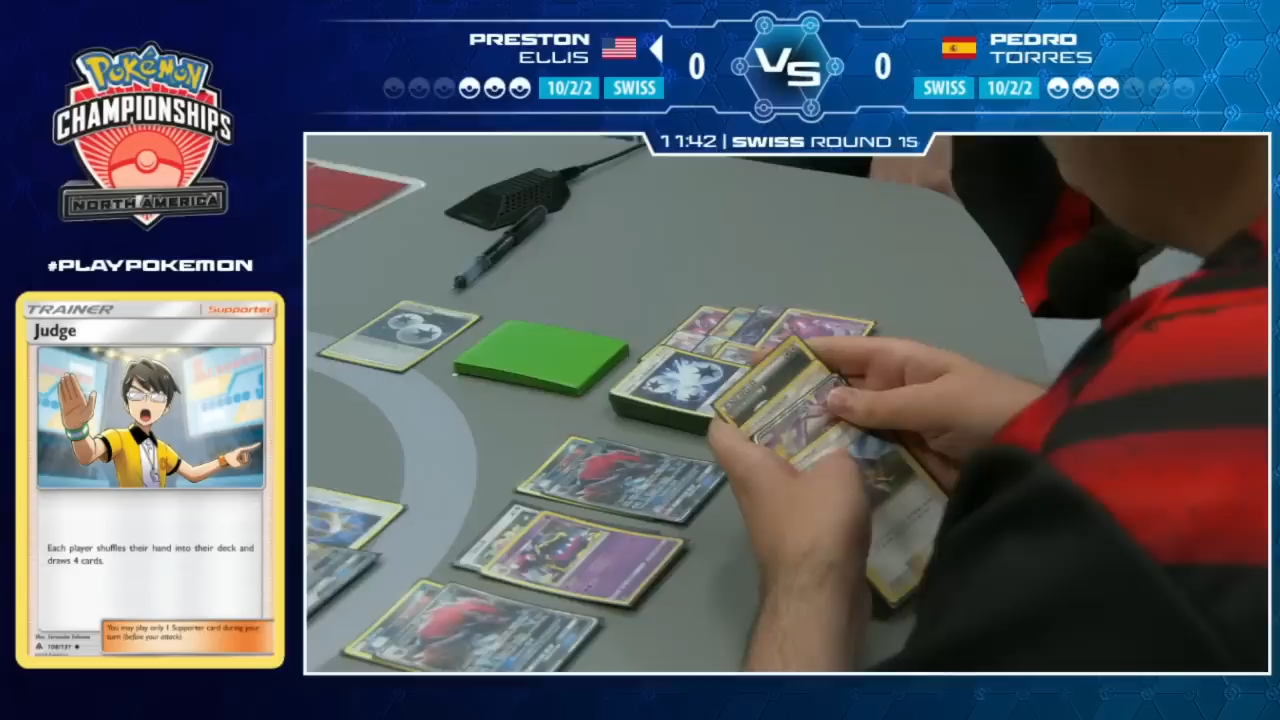 PRESTON
ELLIS
0
VS
0
PEDRO
TORRES
10/2/2
SWISS
SWISS
10/2/2
11:42 | SWISS ROUND 15
POKéMON
CHAMPIONSHIPS
NORTH AMERICA
#PLAYPOKEMON
TRAINER
Supporter
Judge
Each player shuffles their hand into their deck and
draws 4 cards.
You may play only 1 Supporter card during your
turn (before your attack).
108/131